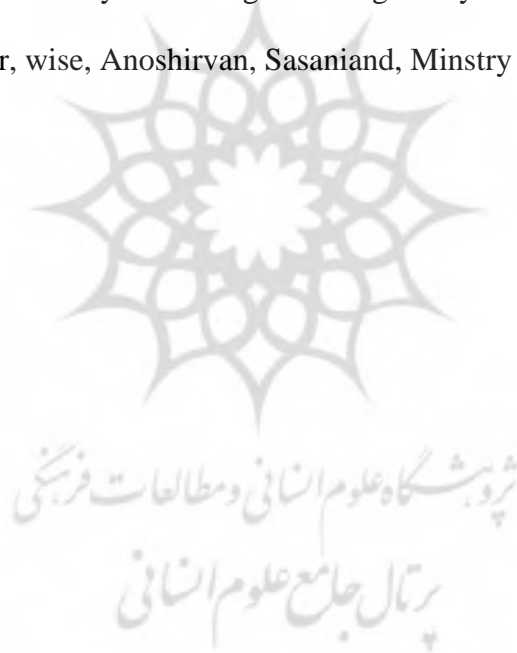 r, wise, Anoshirvan, Sasaniand, Minstry
پژوهشگاه علوم انسانی و مطالعات فرهنگی
پرتال جامع علوم انسانی